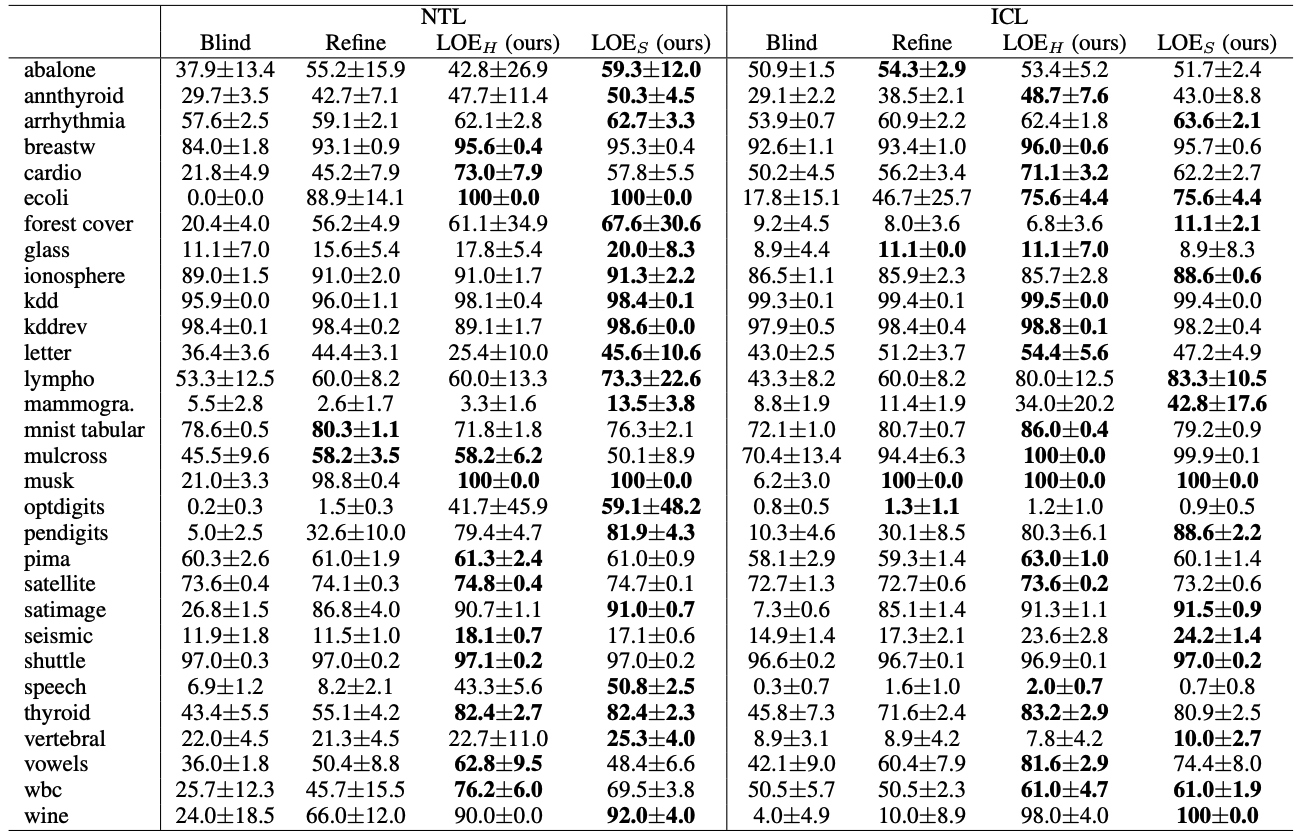 NTL ICL
Blind Refine LOE_H (ours) LOE_S (ours) Blind Refine LOE_H (ours) LOE_S (ours)
abalone 37.9±13.4 55.2±15.9 42.8±26.9 59.3±12.0 50.9±1.5 54.3±2.9 53.4±5.2 51.7±2.4
annthyroid 29.7±3.5 42.7±7.1 47.7±11.4 50.3±4.5 29.1±2.2 38.5±2.1 48.7±7.6 43.0±8.8
arrhythmia 57.6±2.5 59.1±2.1 62.1±2.8 62.7±3.3 53.9±0.7 60.9±2.2 62.4±1.8 63.6±2.1
breastw 84.0±1.8 93.1±0.9 95.6±0.4 95.3±0.4 92.6±1.1 93.4±1.0 96.0±0.6 95.7±0.6
cardio 21.8±4.9 45.2±7.9 73.0±7.9 57.8±5.5 50.2±4.5 56.2±3.4 71.1±3.2 62.2±2.7
ecoli 0.0±0.0 88.9±14.1 100±0.0 100±0.0 17.8±15.1 46.7±25.7 75.6±4.4 75.6±4.4
forest cover 20.4±4.0 56.2±4.9 61.1±34.9 67.6±30.6 9.2±4.5 8.0±3.6 6.8±3.6 11.1±2.1
glass 11.1±7.0 15.6±5.4 17.8±5.4 20.0±8.3 8.9±4.4 11.1±0.0 11.1±7.0 8.9±8.3
ionosphere 89.0±1.5 91.0±2.0 91.0±1.7 91.3±2.2 86.5±1.1 85.9±2.3 85.7±2.8 88.6±0.6
kdd 95.9±0.0 96.0±1.1 98.1±0.4 98.4±0.1 99.3±0.1 99.4±0.1 99.5±0.0 99.4±0.0
kddrev 98.4±0.1 98.4±0.2 89.1±1.7 98.6±0.0 97.9±0.5 98.4±0.4 98.8±0.1 98.2±0.4
letter 36.4±3.6 44.4±3.1 25.4±10.0 45.6±10.6 43.0±2.5 51.2±3.7 54.4±5.6 47.2±4.9
lympho 53.3±12.5 60.0±8.2 60.0±13.3 73.3±22.6 43.3±8.2 60.0±8.2 80.0±12.5 83.3±10.5
mammogra. 5.5±2.8 2.6±1.7 3.3±1.6 13.5±3.8 8.8±1.9 11.4±1.9 34.0±20.2 42.8±17.6
mnist tabular 78.6±0.5 80.3±1.1 71.8±1.8 76.3±2.1 72.1±1.0 80.7±0.7 86.0±0.4 79.2±0.9
mulcross 45.5±9.6 58.2±3.5 58.2±6.2 50.1±8.9 70.4±13.4 94.4±6.3 100±0.0 99.9±0.1
musk 21.0±3.3 98.8±0.4 100±0.0 100±0.0 6.2±3.0 100±0.0 100±0.0 100±0.0
optdigits 0.2±0.3 1.5±0.3 41.7±45.9 59.1±48.2 0.8±0.5 1.3±1.1 1.2±1.0 0.9±0.5
pendigits 5.0±2.5 32.6±10.0 79.4±4.7 81.9±4.3 10.3±4.6 30.1±8.5 80.3±6.1 88.6±2.2
pima 60.3±2.6 61.0±1.9 61.3±2.4 61.0±0.9 58.1±2.9 59.3±1.4 63.0±1.0 60.1±1.4
satellite 73.6±0.4 74.1±0.3 74.8±0.4 74.7±0.1 72.7±1.3 72.7±0.6 73.6±0.2 73.2±0.6
satimage 26.8±1.5 86.8±4.0 90.7±1.1 91.0±0.7 7.3±0.6 85.1±1.4 91.3±1.1 91.5±0.9
seismic 11.9±1.8 11.5±1.0 18.1±0.7 17.1±0.6 14.9±1.4 17.3±2.1 23.6±2.8 24.2±1.4
shuttle 97.0±0.3 97.0±0.2 97.1±0.2 97.0±0.2 96.6±0.2 96.7±0.1 96.9±0.1 97.0±0.2
speech 6.9±1.2 8.2±2.1 43.3±5.6 50.8±2.5 0.3±0.7 1.6±1.0 2.0±0.7 0.7±0.8
thyroid 43.4±5.5 55.1±4.2 82.4±2.7 82.4±2.3 45.8±7.3 71.6±2.4 83.2±2.9 80.9±2.5
vertebral 22.0±4.5 21.3±4.5 22.7±11.0 25.3±4.0 8.9±3.1 8.9±4.2 7.8±4.2 10.0±2.7
vowels 36.0±1.8 50.4±8.8 62.8±9.5 48.4±6.6 42.1±9.0 60.4±7.9 81.6±2.9 74.4±8.0
wbc 25.7±12.3 45.7±15.5 76.2±6.0 69.5±3.8 50.5±5.7 50.5±2.3 61.0±4.7 61.0±1.9
wine 24.0±18.5 66.0±12.0 90.0±0.0 92.0±4.0 4.0±4.9 10.0±8.9 98.0±4.0 100±0.0